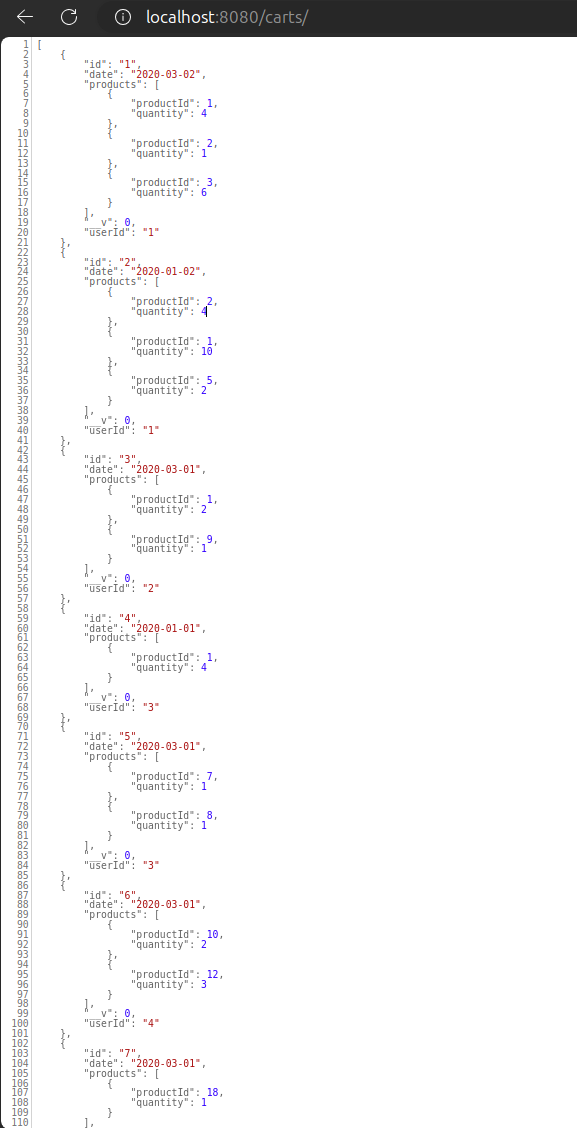 localhost:8080/carts/
1 [
2     {
3         "id": "1",
4         "date": "2020-03-02",
5         "products": [
6             {
7                 "productId": 1,
8                 "quantity": 4
9             },
10             {
11                 "productId": 2,
12                 "quantity": 1
13             },
14             {
15                 "productId": 3,
16                 "quantity": 6
17             }
18         ],
19         "__v": 0,
20         "userId": "1"
21     },
22     {
23         "id": "2",
24         "date": "2020-01-02",
25         "products": [
26             {
27                 "productId": 2,
28                 "quantity": 4
29             },
30             {
31                 "productId": 1,
32                 "quantity": 10
33             },
34             {
35                 "productId": 5,
36                 "quantity": 2
37             }
38         ],
39         "__v": 0,
40         "userId": "1"
41     },
42     {
43         "id": "3",
44         "date": "2020-03-01",
45         "products": [
46             {
47                 "productId": 1,
48                 "quantity": 2
49             },
50             {
51                 "productId": 9,
52                 "quantity": 1
53             }
54         ],
55         "__v": 0,
56         "userId": "2"
57     },
58     {
59         "id": "4",
60         "date": "2020-01-01",
61         "products": [
62             {
63                 "productId": 1,
64                 "quantity": 4
65             }
66         ],
67         "__v": 0,
68         "userId": "3"
69     },
70     {
71         "id": "5",
72         "date": "2020-03-01",
73         "products": [
74             {
75                 "productId": 7,
76                 "quantity": 1
77             },
78             {
79                 "productId": 8,
80                 "quantity": 1
81             }
82         ],
83         "__v": 0,
84         "userId": "3"
85     },
86     {
87         "id": "6",
88         "date": "2020-03-01",
89         "products": [
90             {
91                 "productId": 10,
92                 "quantity": 2
93             },
94             {
95                 "productId": 12,
96                 "quantity": 3
97             }
98         ],
99         "__v": 0,
100         "userId": "4"
101     },
102     {
103         "id": "7",
104         "date": "2020-03-01",
105         "products": [
106             {
107                 "productId": 18,
108                 "quantity": 1
109             }
110         ],